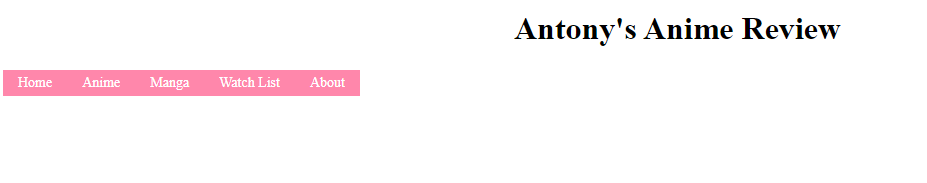 Antony's Anime Review
Home Anime Manga Watch List About